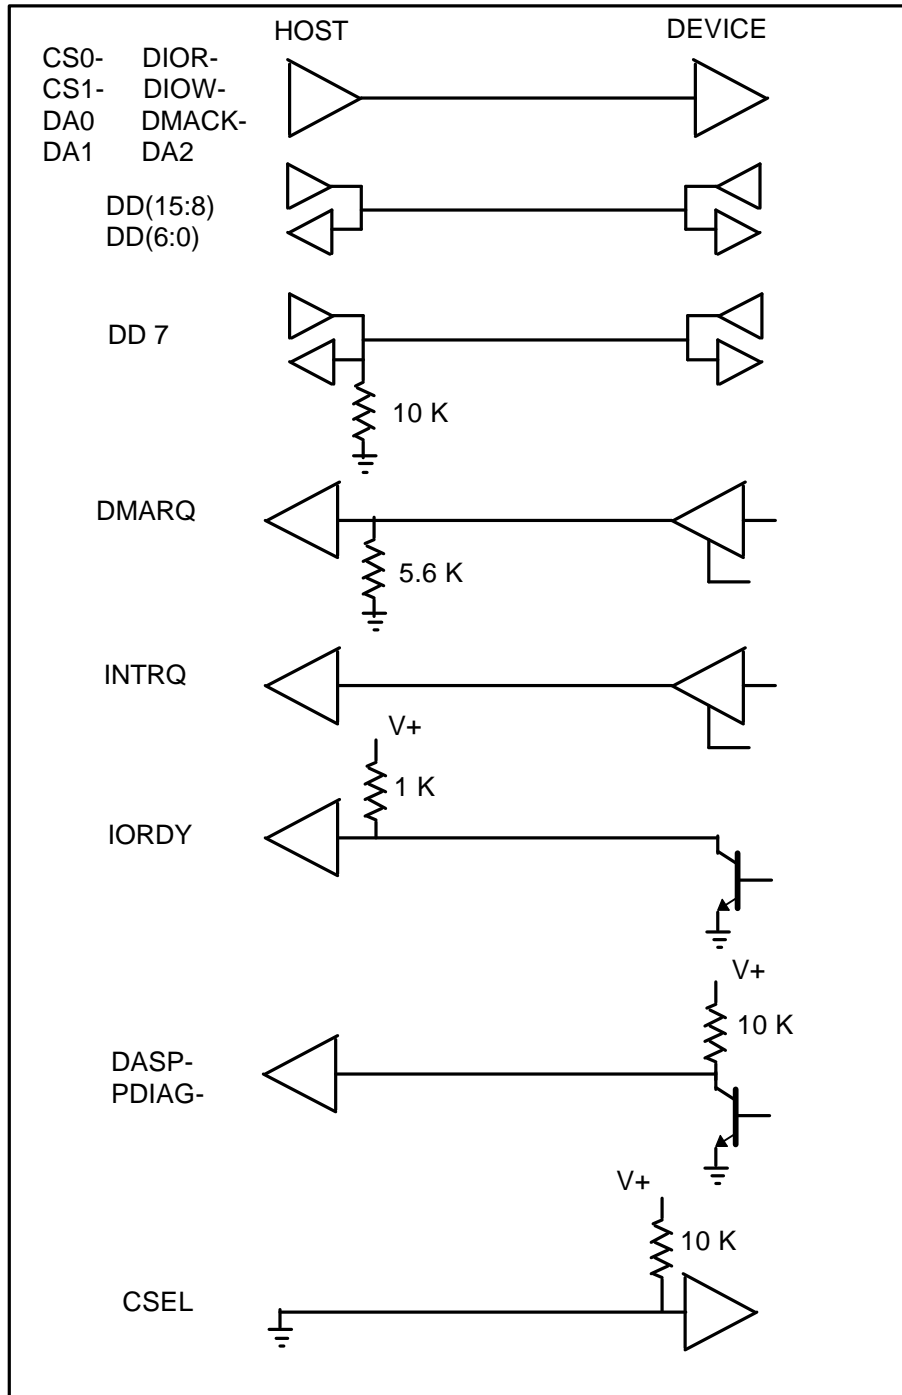 HOST
DEVICE
CS0- DIOR-
CS1- DIOW-
DA0 DMACK-
DA1 DA2
DD(15:8)
DD(6:0)
DD 7
10 K
DMARQ
5.6 K
INTRQ
V+
1 K
IORDY
V+
10 K
DASP-
PDIAG-
V+
10 K
CSEL